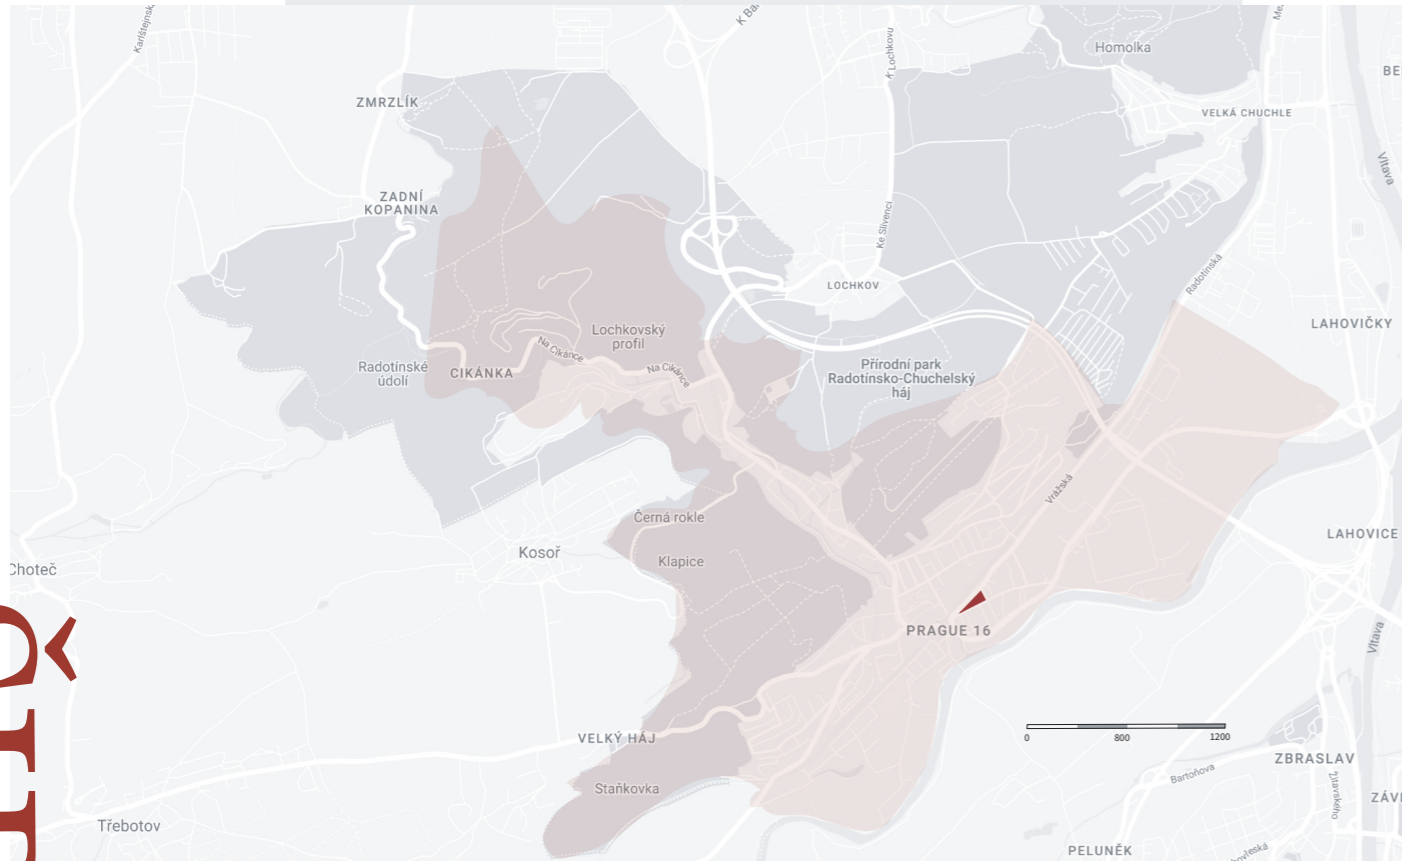 Karlštejnská
K Lochkovu
Homolka
ZMRZLÍK
VELKÁ CHUCHLE
Vltava
ZADNÍ
KOPANINA
Ke Slivenci
LOCHKOV
Radotínská
LAHOVIČKY
Lochkovský
profil
Na Cikánce
Na Cikánce
Radotínské
údolí
CIKÁNKA
Přírodní park
Radotínsko-Chuchelský
háj
Vrážská
Černá rokle
LAHOVICE
Kosoř
Klapice
Choteč
PRAGUE 16
Vltava
VELKÝ HÁJ
0 800 1200
ZBRASLAV
Bartoňova
Žitavského
Staňkovka
Třebotov
PELUNĚK